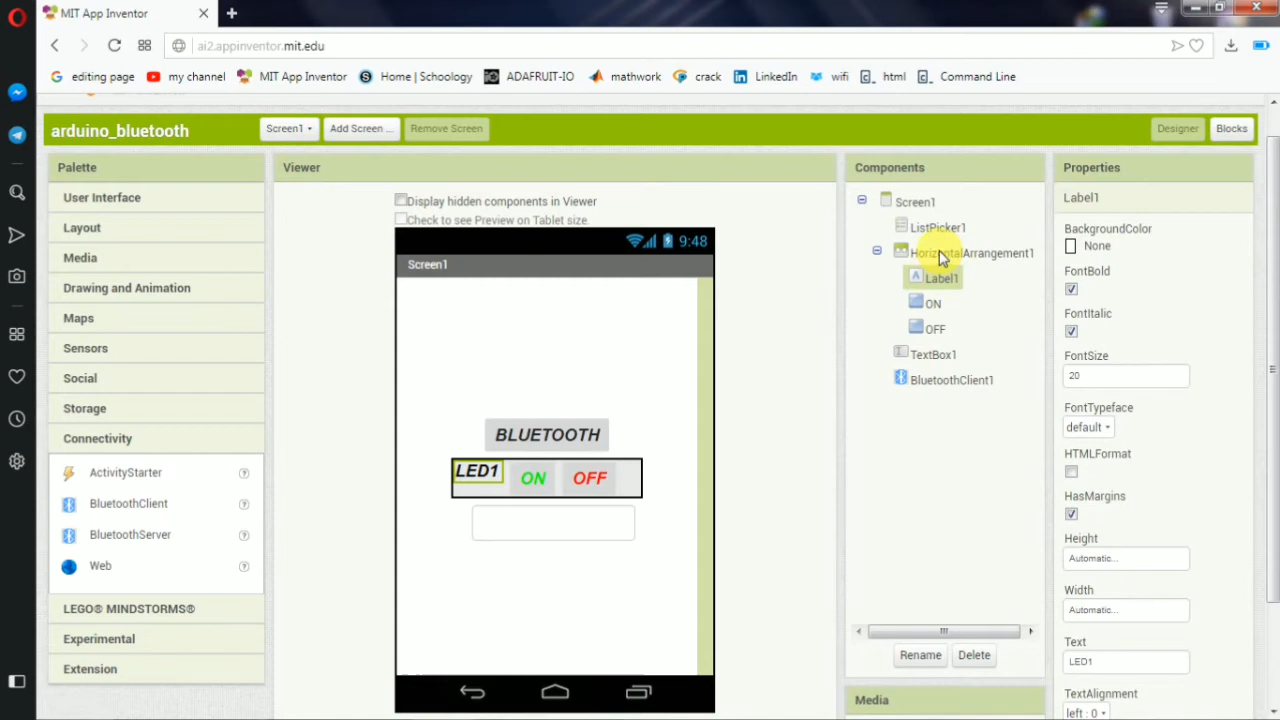 MIT App Inventor
ai2.appinventor.mit.edu
editing page my channel MIT App Inventor Home | Schoology ADAFRUIT-IO mathwork crack LinkedIn wifi html Command Line
arduino_bluetooth Screen1 Add Screen ... Remove Screen Designer Blocks
Palette
User Interface
Layout
Media
Drawing and Animation
Maps
Sensors
Social
Storage
Connectivity
ActivityStarter
BluetoothClient
BluetoothServer
Web
LEGO® MINDSTORMS®
Experimental
Extension
Viewer
Display hidden components in Viewer
Check to see Preview on Tablet size.
9:48
Screen1
BLUETOOTH
LED1 ON OFF
Components
Screen1
ListPicker1
HorizontalArrangement1
Label1
ON
OFF
TextBox1
BluetoothClient1
Rename Delete
Media
Properties
Label1
BackgroundColor
None
FontBold
FontItalic
FontSize
20
FontTypeface
default
HTMLFormat
HasMargins
Height
Automatic...
Width
Automatic...
Text
LED1
TextAlignment
left : 0